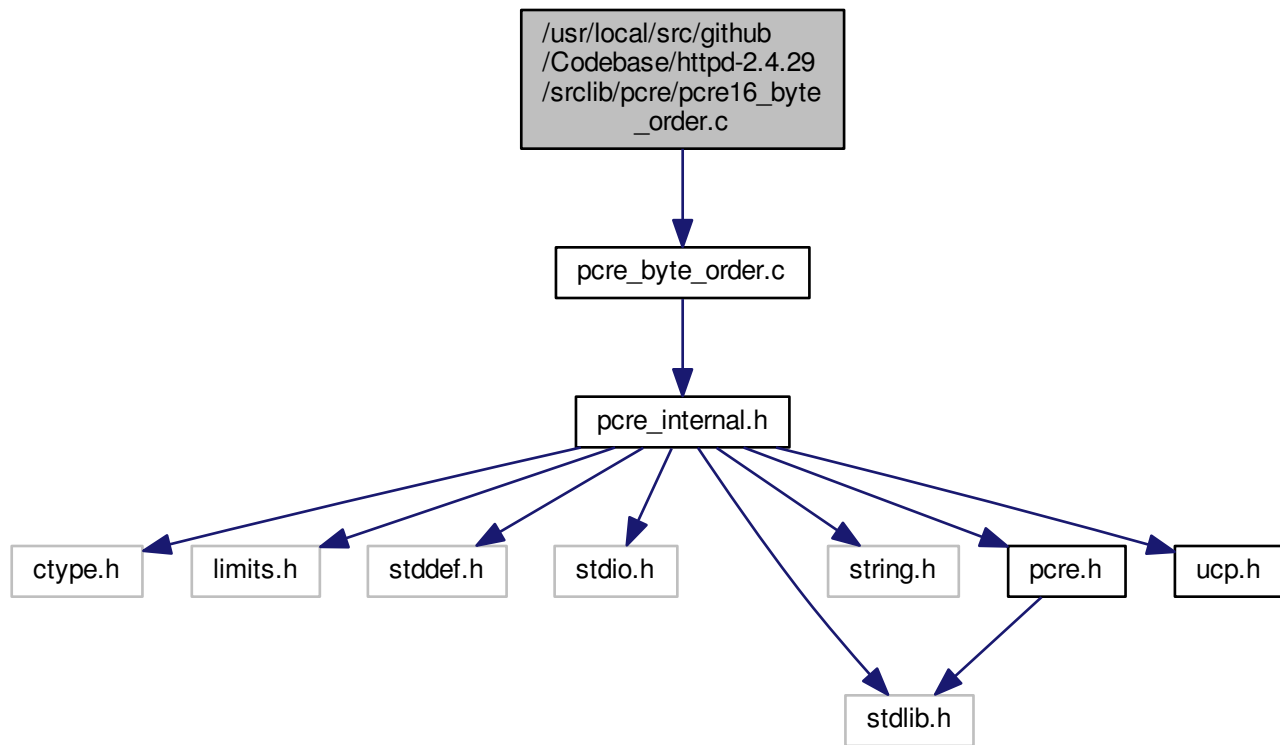 /usr/local/src/github
/Codebase/httpd-2.4.29
/srclib/pcre/pcre16_byte
_order.c
pcre_byte_order.c
pcre_internal.h
ctype.h
limits.h
stddef.h
stdio.h
string.h
pcre.h
ucp.h
stdlib.h